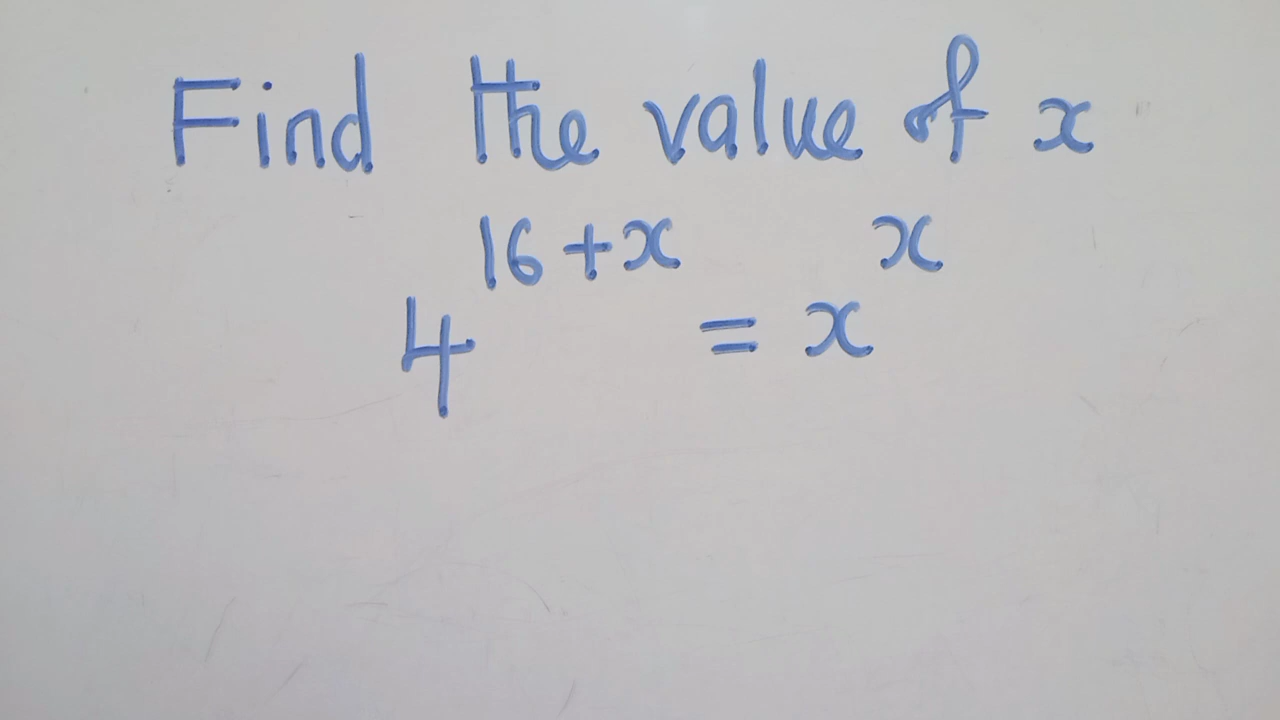 Find the value of x
4^{16+x} = x^x